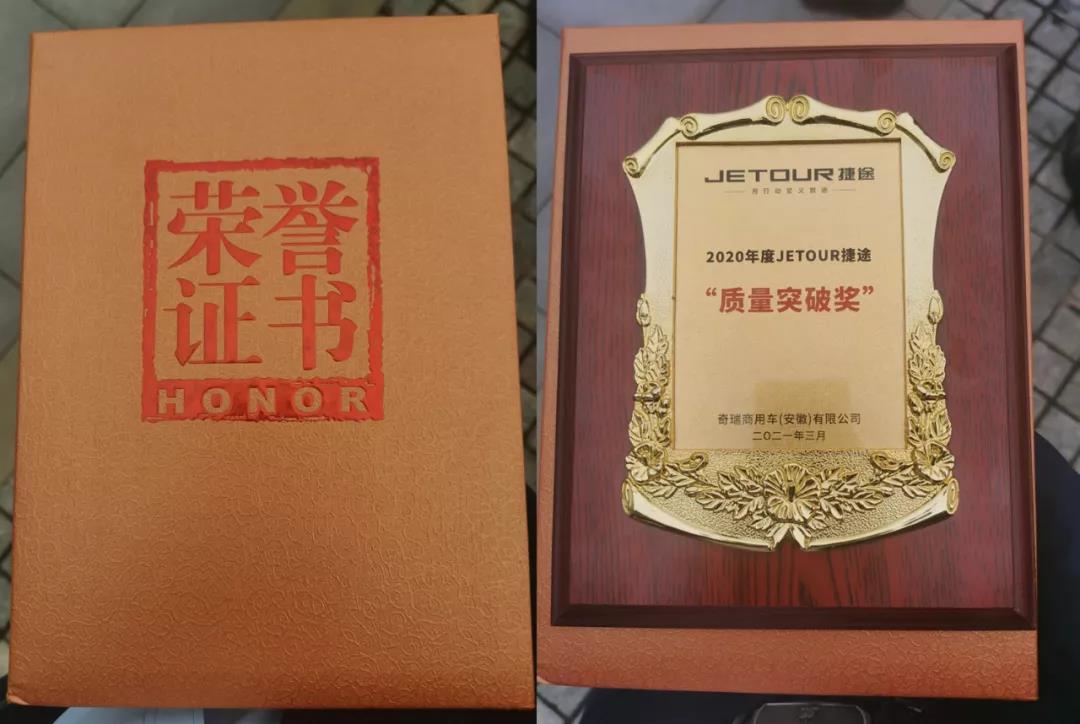 荣誉
证书
HONOR
JETOUR捷途
2020年度JETOUR捷途
“质量突破奖”
奇瑞商用车(安徽)有限公司
二〇二一年三月